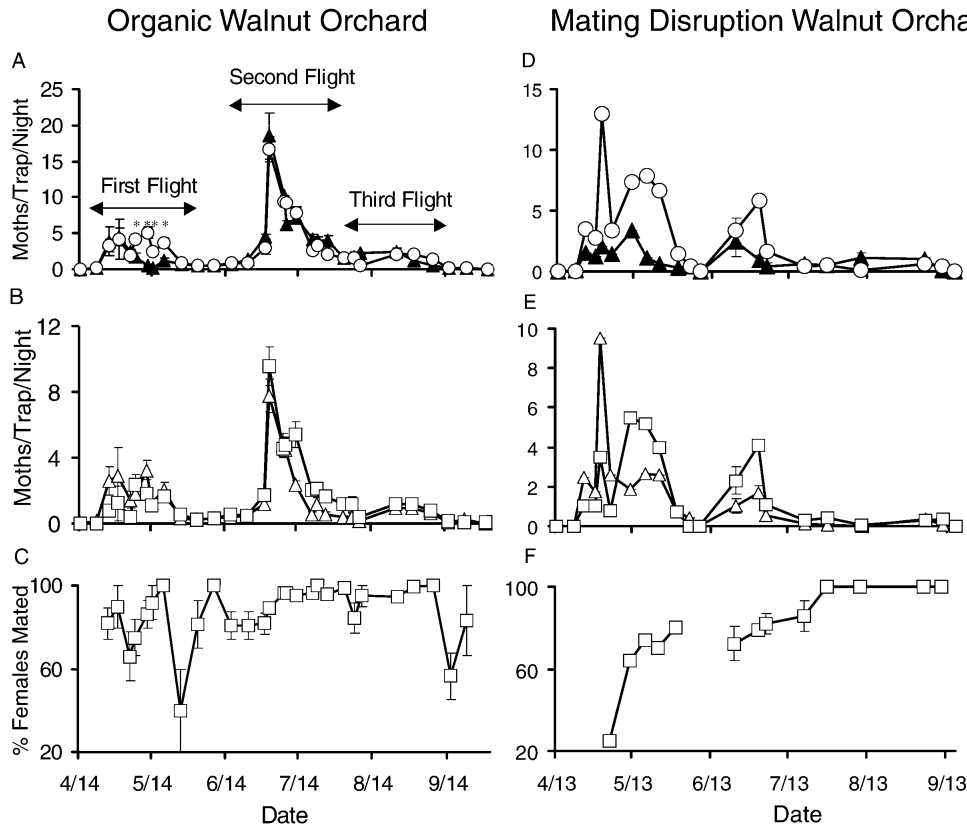 Organic Walnut Orchard
Mating Disruption Walnut Orcha
A
Moths/Trap/Night
25
20
15
10
5
0
First Flight
* *** *
Second Flight
Third Flight
D
15
10
5
0
B
Moths/Trap/Night
12
8
4
0
E
10
8
6
4
2
0
C
% Females Mated
100
60
20
4/14 5/14 6/14 7/14 8/14 9/14
Date
F
100
60
20
4/13 5/13 6/13 7/13 8/13 9/13
Date